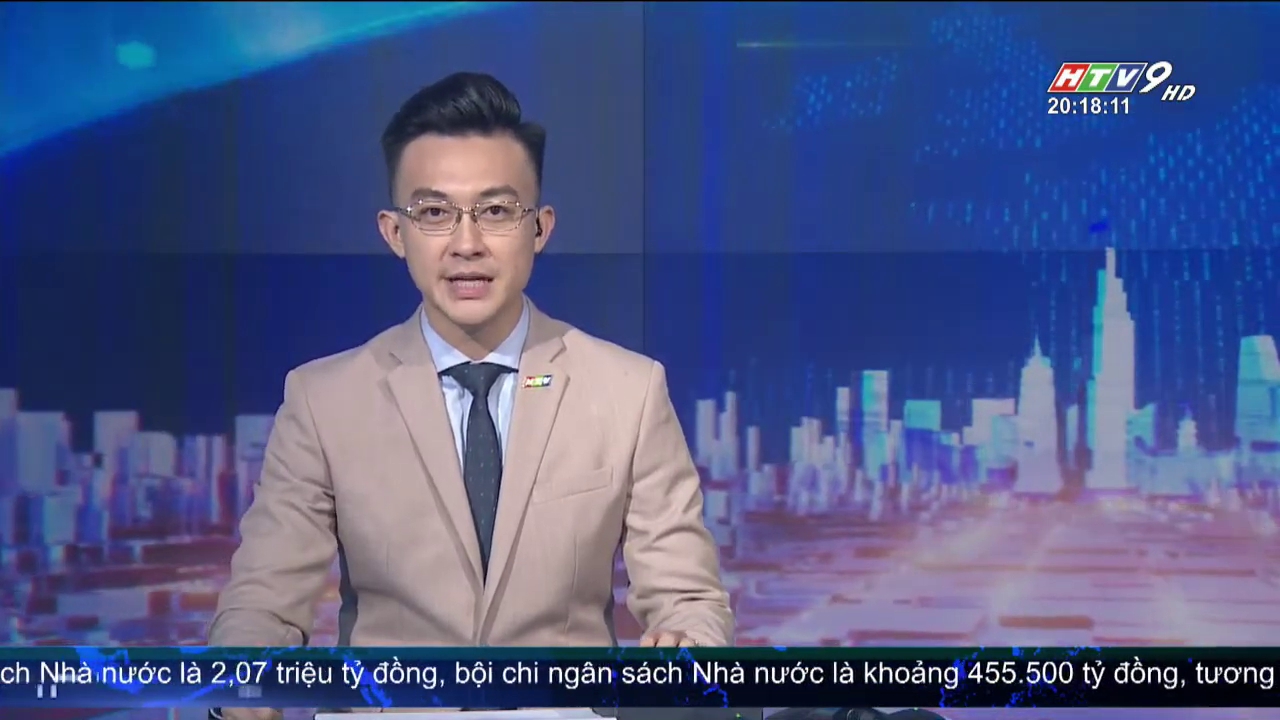 HTV9 HD
20:18:11
HTV
ch Nhà nước là 2,07 triệu tỷ đồng, bội chi ngân sách Nhà nước là khoảng 455.500 tỷ đồng, tương